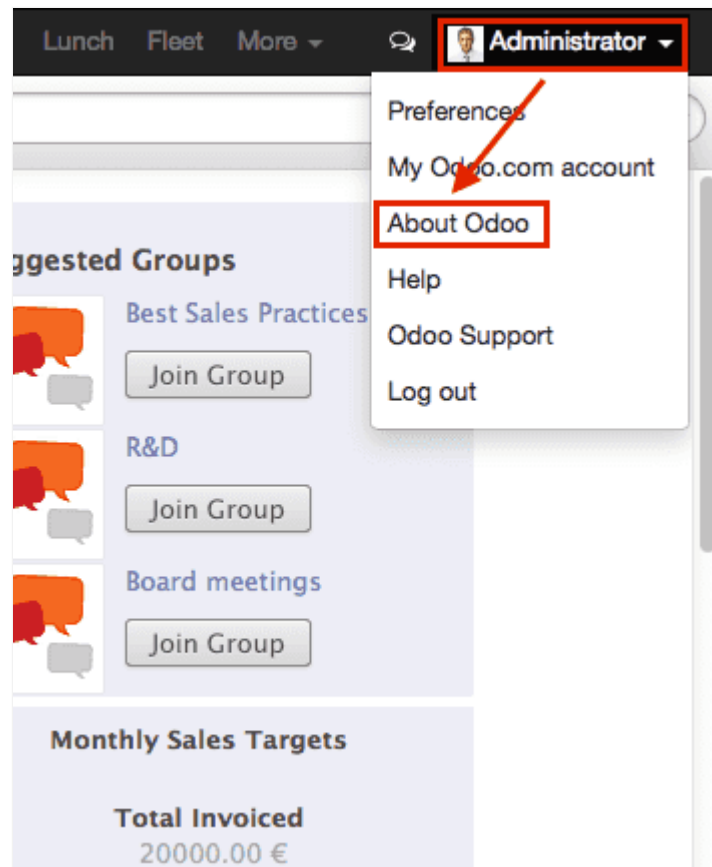 Lunch Fleet More Administrator
Preferences
My Odoo.com account
About Odoo
Help
Odoo Support
Log out
ggested Groups
Best Sales Practices
Join Group
R&D
Join Group
Board meetings
Join Group
Monthly Sales Targets
Total Invoiced
20000.00 €